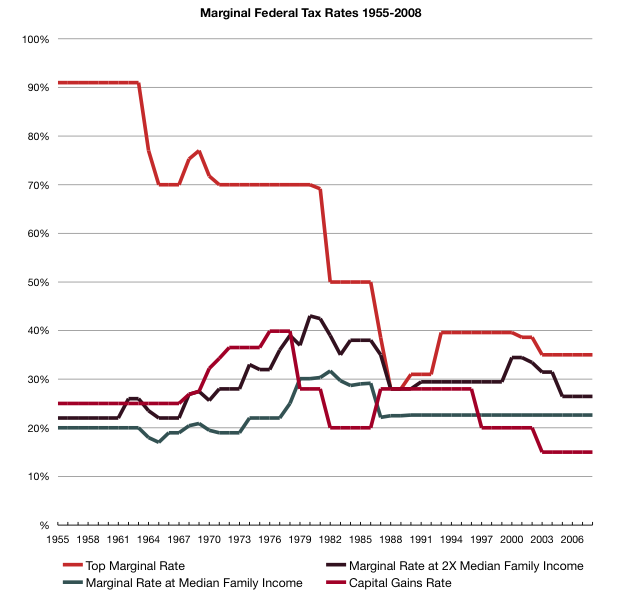 Marginal Federal Tax Rates 1955-2008
100%
90%
80%
70%
60%
50%
40%
30%
20%
10%
%
1955 1958 1961 1964 1967 1970 1973 1976 1979 1982 1985 1988 1991 1994 1997 2000 2003 2006
Top Marginal Rate Marginal Rate at 2X Median Family Income
Marginal Rate at Median Family Income Capital Gains Rate